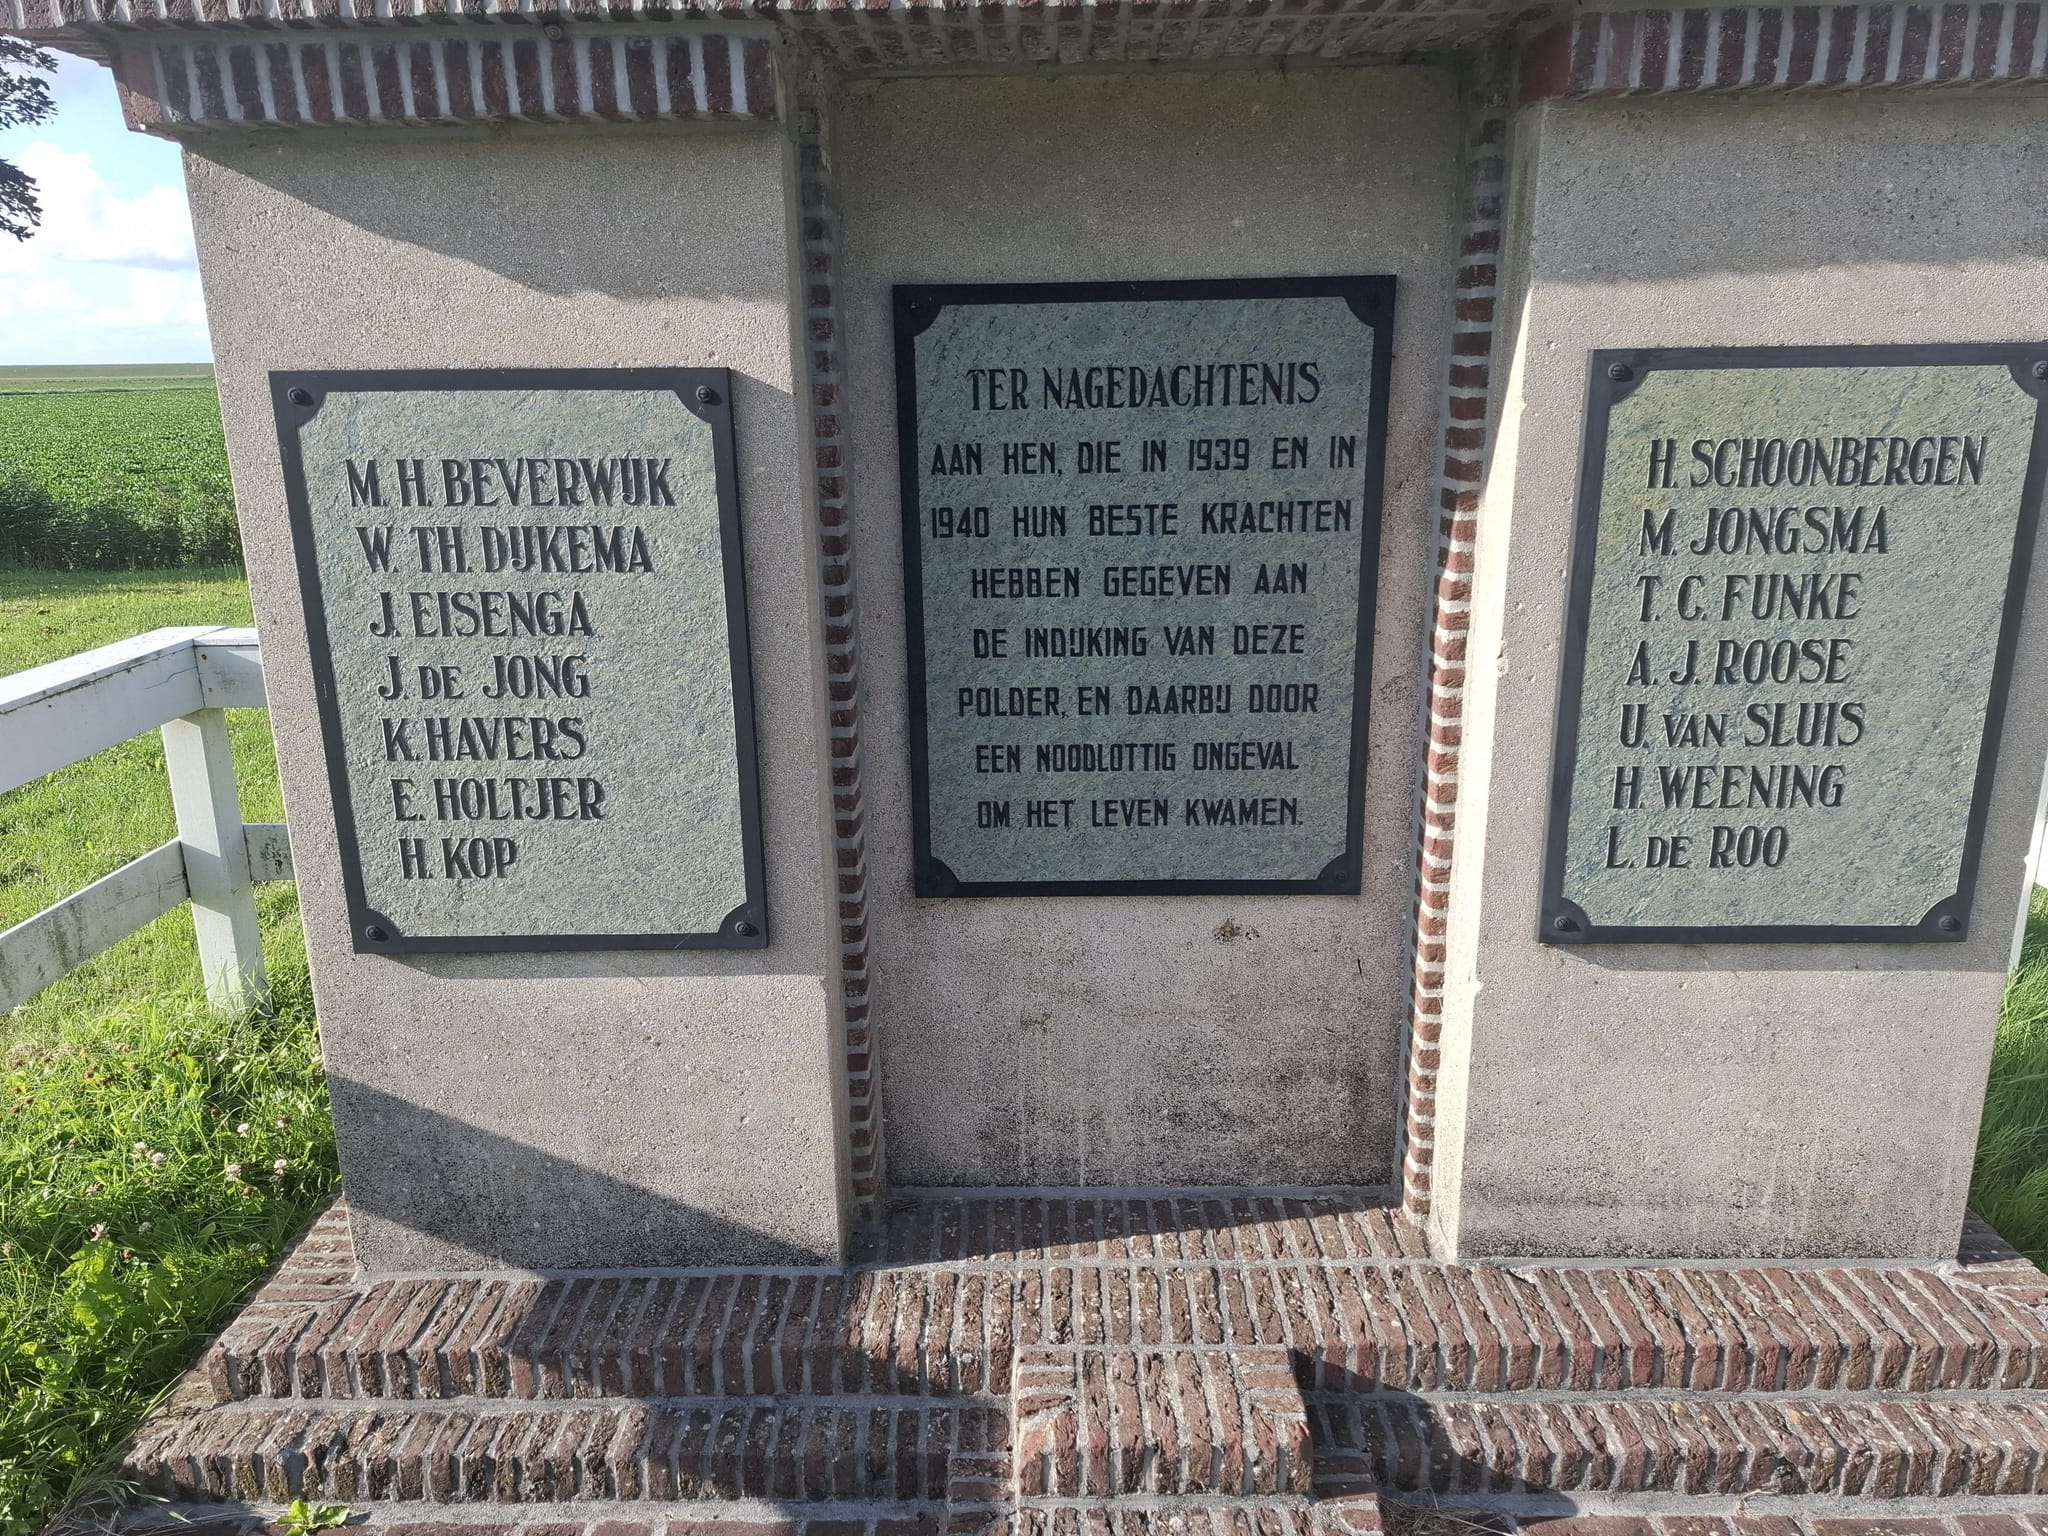 M. H. BEVERWIJK
W. TH. DIJKEMA
J. EISENGA
J. DE JONG
K. HAVERS
E. HOLTJER
H. KOP
TER NAGEDACHTENIS
AAN HEN, DIE IN 1939 EN IN
1940 HUN BESTE KRACHTEN
HEBBEN GEGEVEN AAN
DE INDIJKING VAN DEZE
POLDER, EN DAARBIJ DOOR
EEN NOODLOTTIG ONGEVAL
OM HET LEVEN KWAMEN.
H. SCHOONBERGEN
M. JONGSMA
T. C. FUNKE
A. J. ROOSE
U. VAN SLUIS
H. WEENING
L. DE ROO